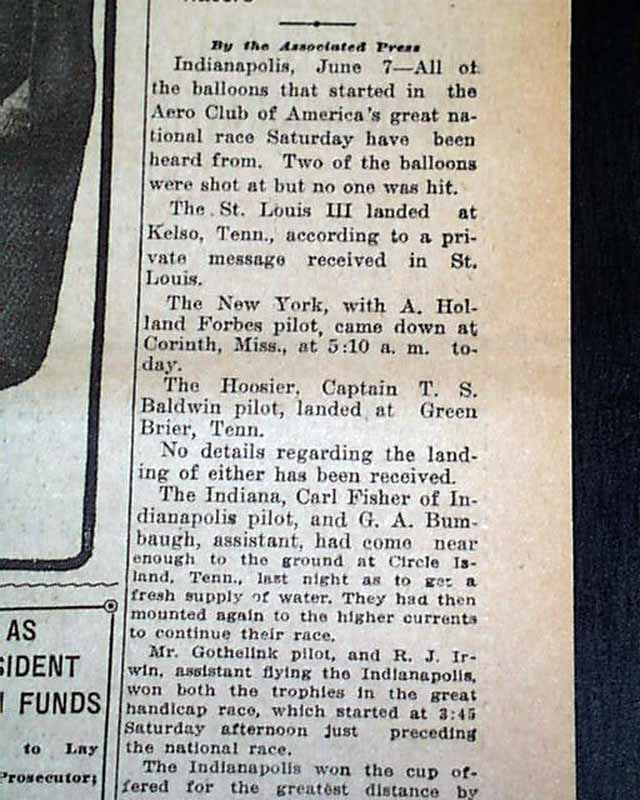 By the Associated Press
Indianapolis, June 7—All of
the balloons that started in the
Aero Club of America's great na-
tional race Saturday have been
heard from. Two of the balloons
were shot at but no one was hit.
The St. Louis III landed at
Kelso, Tenn., according to a pri-
vate message received in St.
Louis.
The New York, with A. Hol-
land Forbes pilot, came down at
Corinth, Miss., at 5:10 a. m. to-
day.
The Hoosier, Captain T. S.
Baldwin pilot, landed at Green
Brier, Tenn.
No details regarding the land-
ing of either has been received.
The Indiana, Carl Fisher of In-
dianapolis pilot, and G. A. Bum-
baugh, assistant, had come near
enough to the ground at Circle Is-
land, Tenn., last night as to get a
fresh supply of water. They had then
mounted again to the higher currents
to continue their race.
Mr. Gothelink pilot, and R. J. Ir-
win, assistant flying the Indianapolis,
won both the trophies in the great
handicap race, which started at 3:45
Saturday afternoon just preceding
the national race.
The Indianapolis won the cup of-
fered for the greatest distance by
AS
SIDENT
FUNDS
to Lay
Prosecutor;